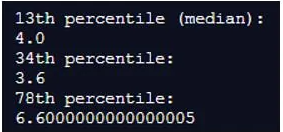 13th percentile (median):
4.0
34th percentile:
3.6
78th percentile:
6.6000000000000005